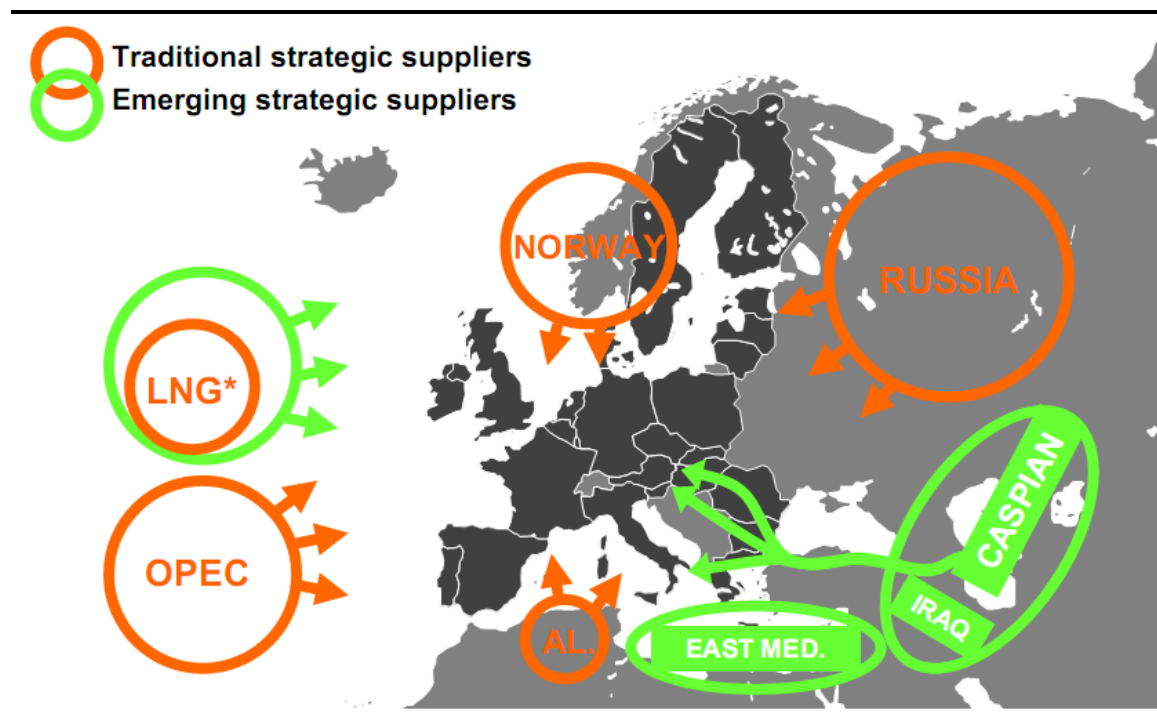 Traditional strategic suppliers
Emerging strategic suppliers
NORWAY
RUSSIA
LNG*
OPEC
CASPIAN
IRAQ
AL.
EAST MED.